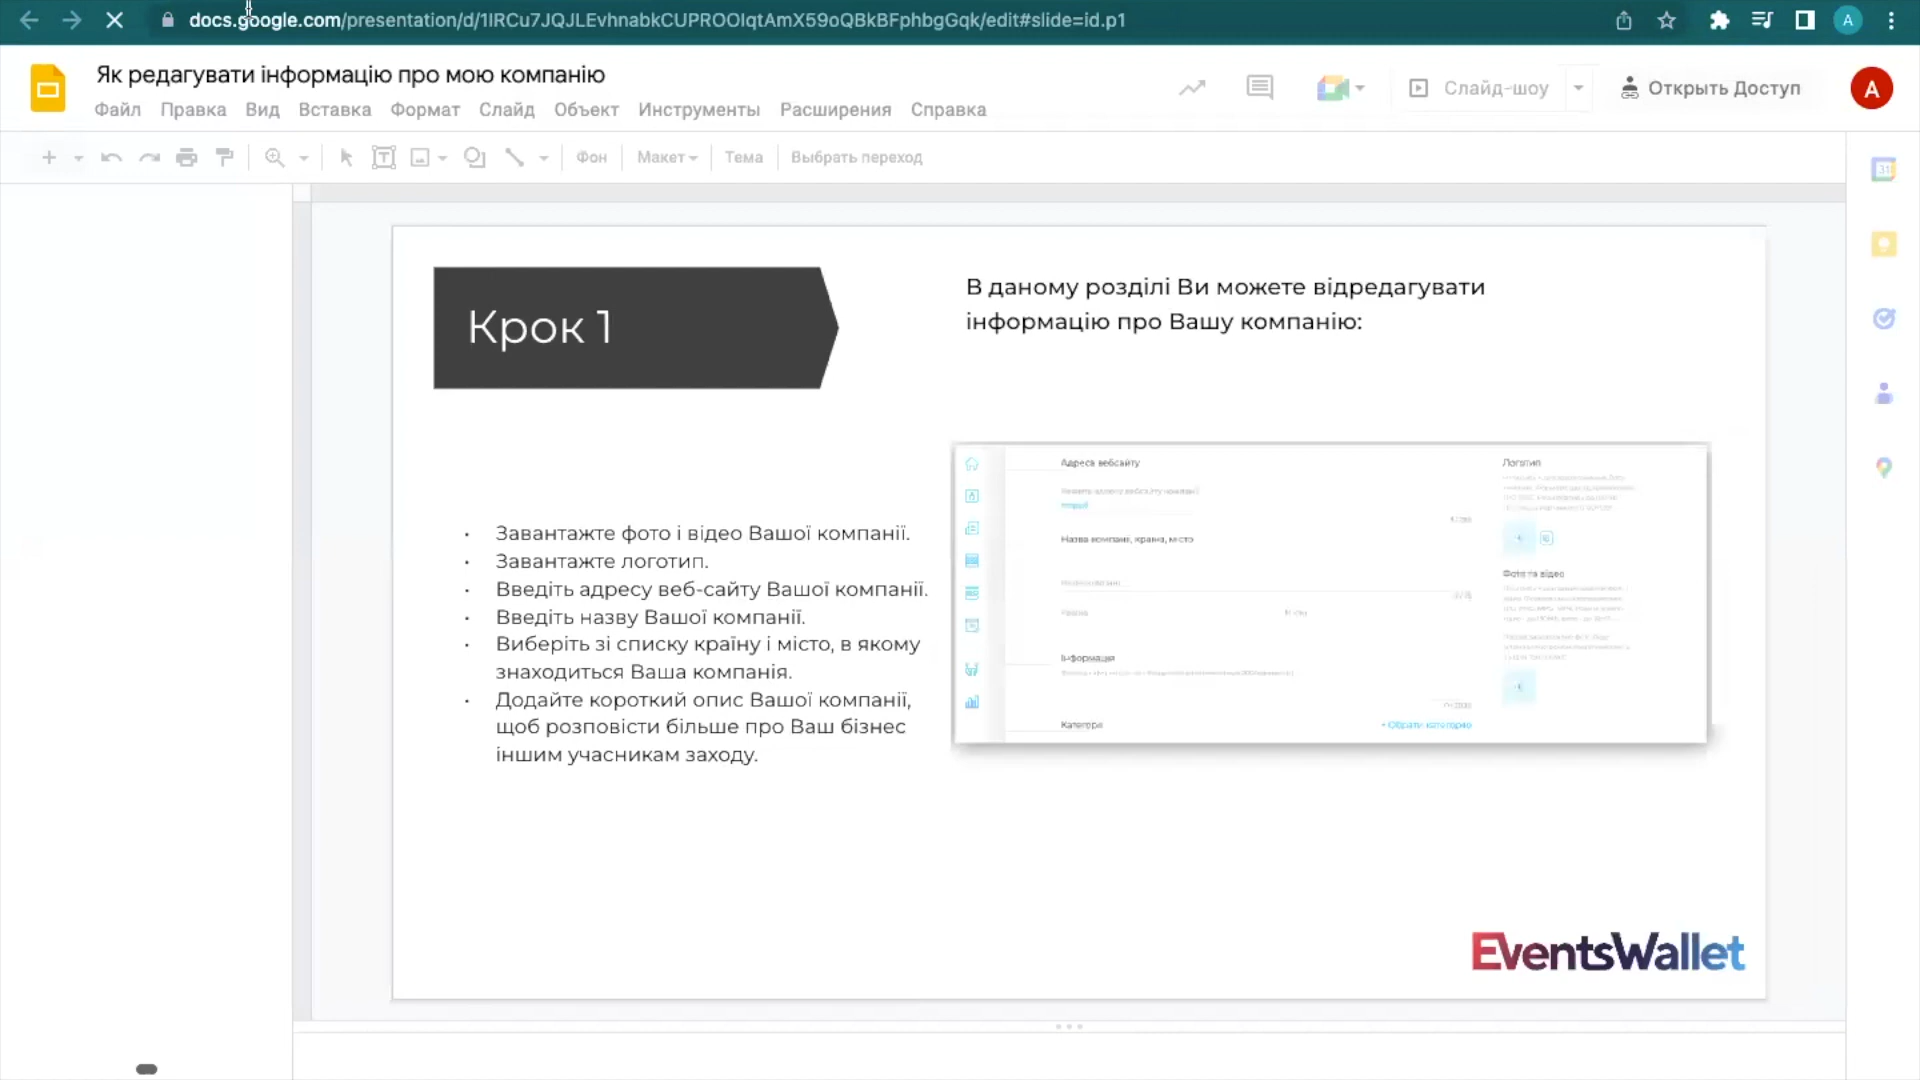 docs.google.com/presentation/d/1IRCu7JQJLEvhnabkCUPROOIqtAmX59oQBkBFphbgGqk/edit#slide=id.p1
A
Як редагувати інформацію про мою компанію
Файл Правка Вид Вставка Формат Слайд Объект Инструменты Расширения Справка
Слайд-шоу
Открыть Доступ
A
Фон Макет Тема Выбрать переход
31
Крок 1
В даному розділі Ви можете відредагувати
інформацію про Вашу компанію:
Завантажте фото і відео Вашої компанії.
Завантажте логотип.
Введіть адресу веб-сайту Вашої компанії.
Введіть назву Вашої компанії.
Виберіть зі списку країну і місто, в якому
знаходиться Ваша компанія.
Додайте короткий опис Вашої компанії,
щоб розповісти більше про Ваш бізнес
іншим учасникам заходу.
Адреса вебсайту
Назва компанії, країна, місто
Інформація
Категорія
+ Обрати категорію
Логотип
Фото та відео
EventsWallet